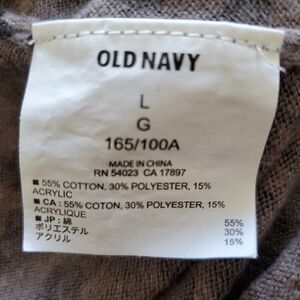 OLD NAVY
L
G
165/100A
MADE IN CHINA
RN 54023 CA 17897
■ 55% COTTON, 30% POLYESTER, 15%
ACRYLIC
■ CA : 55% COTON, 30% POLYESTER, 15%
ACRYLIQUE
■ JP : 綿 55%
ポリエステル 30%
アクリル 15%